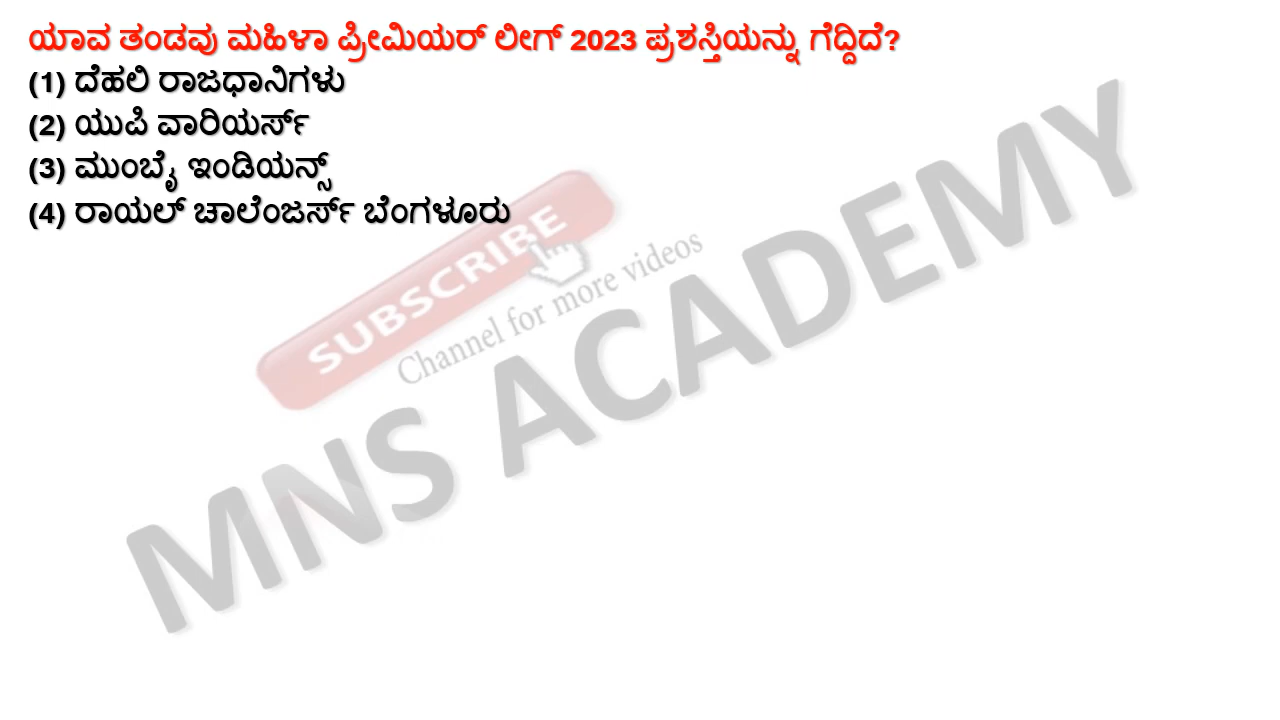 ಯಾವ ತಂಡವು ಮಹಿಳಾ ಪ್ರೀಮಿಯರ್ ಲೀಗ್ 2023 ಪ್ರಶಸ್ತಿಯನ್ನು ಗೆದ್ದಿದೆ?
(1) ದೆಹಲಿ ರಾಜಧಾನಿಗಳು
(2) ಯುಪಿ ವಾರಿಯರ್ಸ್
(3) ಮುಂಬೈ ಇಂಡಿಯನ್ಸ್
(4) ರಾಯಲ್ ಚಾಲೆಂಜರ್ಸ್ ಬೆಂಗಳೂರು
SUBSCRIBE
Channel for more videos
MNS ACADEMY